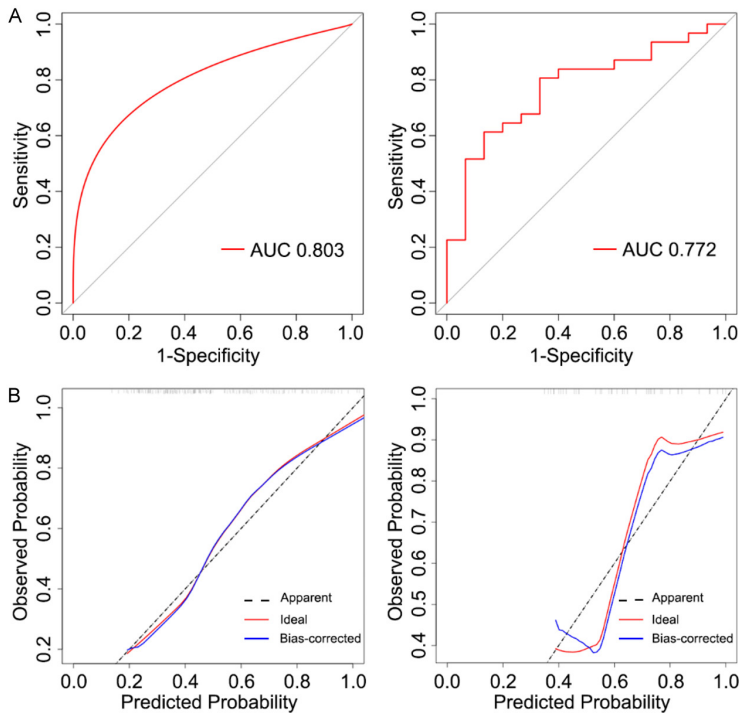 A
Sensitivity
0.0 0.2 0.4 0.6 0.8 1.0
AUC 0.803
0.0 0.2 0.4 0.6 0.8 1.0
1-Specificity
Sensitivity
0.0 0.2 0.4 0.6 0.8 1.0
AUC 0.772
0.0 0.2 0.4 0.6 0.8 1.0
1-Specificity
B
Observed Probability
0.2 0.4 0.6 0.8 1.0
Apparent
Ideal
Bias-corrected
0.0 0.2 0.4 0.6 0.8 1.0
Predicted Probability
Observed Probability
0.4 0.5 0.6 0.7 0.8 0.9 1.0
Apparent
Ideal
Bias-corrected
0.0 0.2 0.4 0.6 0.8 1.0
Predicted Probability